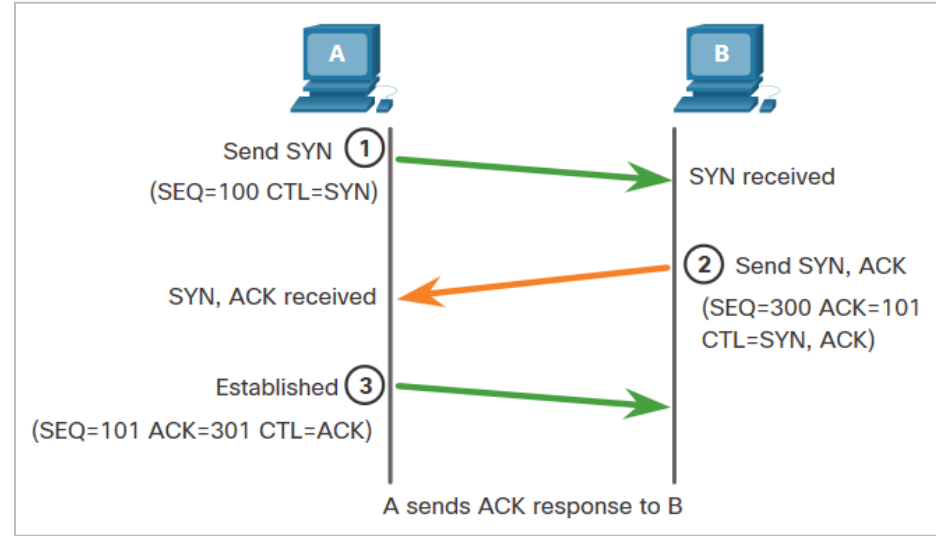 A
B
Send SYN 1
(SEQ=100 CTL=SYN)
SYN received
2 Send SYN, ACK
(SEQ=300 ACK=101
CTL=SYN, ACK)
SYN, ACK received
Established 3
(SEQ=101 ACK=301 CTL=ACK)
A sends ACK response to B